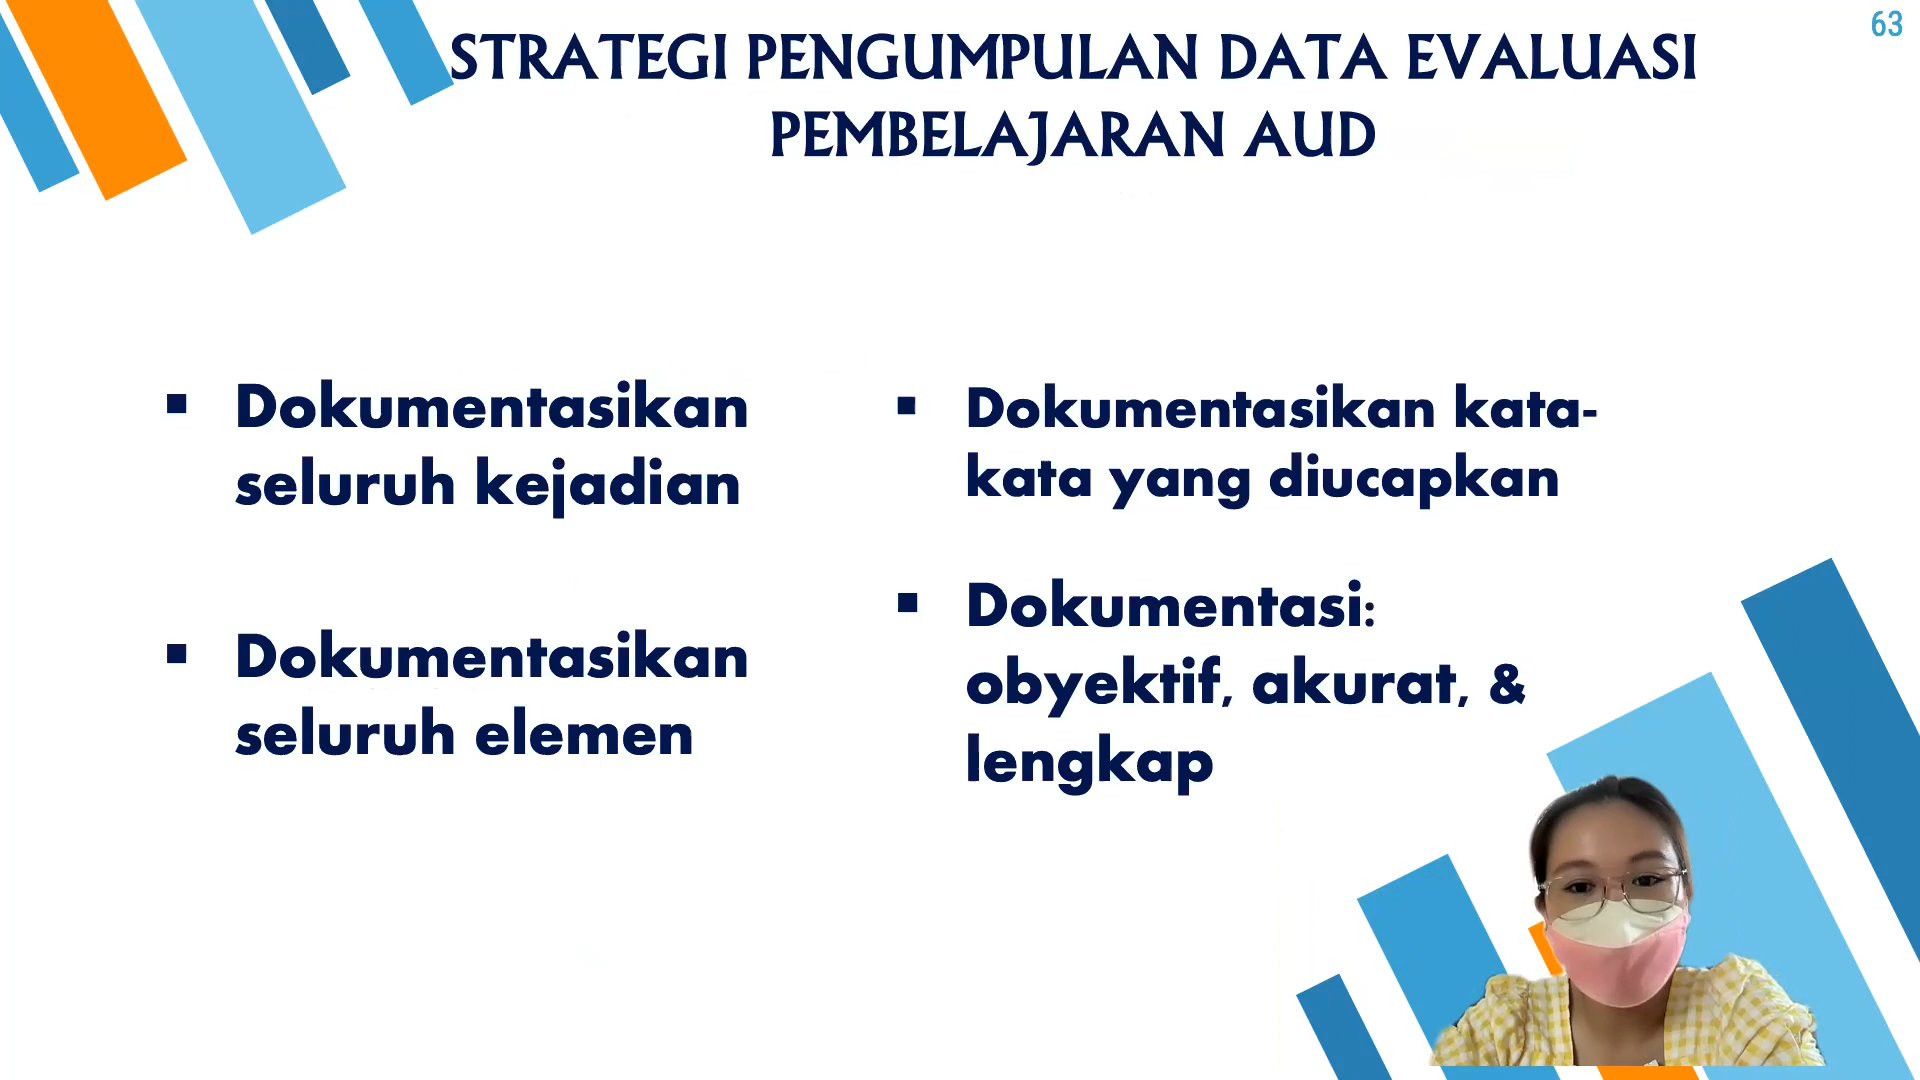 63
STRATEGI PENGUMPULAN DATA EVALUASI
PEMBELAJARAN AUD
▪ Dokumentasikan
seluruh kejadian
▪ Dokumentasikan
seluruh elemen
▪ Dokumentasikan kata-
kata yang diucapkan
▪ Dokumentasi:
obyektif, akurat, &
lengkap